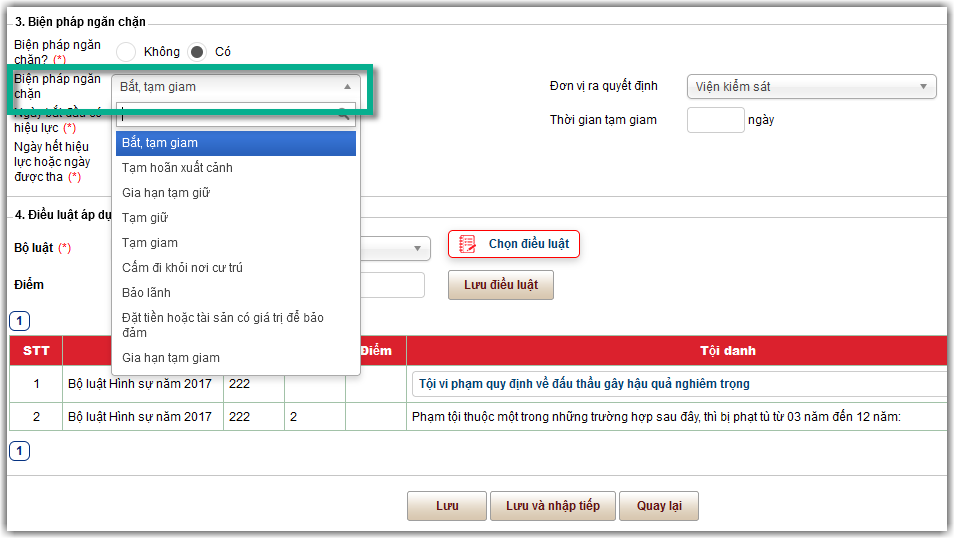 3. Biện pháp ngăn chặn
Biện pháp ngăn
chặn? (*)
Không
Có
Biện pháp ngăn
chặn
Bắt, tạm giam
Đơn vị ra quyết định
Viện kiểm sát
Ngày bắt đầu có
hiệu lực (*)
Thời gian tạm giam
ngày
Ngày hết hiệu
lực hoặc ngày
được tha (*)
Bắt, tạm giam
Tạm hoãn xuất cảnh
Gia hạn tạm giữ
Tạm giữ
Tạm giam
Cấm đi khỏi nơi cư trú
Bảo lãnh
Đặt tiền hoặc tài sản có giá trị để bảo
đảm
Gia hạn tạm giam
4. Điều luật áp dụ
Bộ luật (*)
Chọn điều luật
Điểm
Lưu điều luật
1
STT Điểm Tội danh
1 Bộ luật Hình sự năm 2017 222 Tội vi phạm quy định về đấu thầu gây hậu quả nghiêm trọng
2 Bộ luật Hình sự năm 2017 222 2 Phạm tội thuộc một trong những trường hợp sau đây, thì bị phạt tù từ 03 năm đến 12 năm:
1
Lưu
Lưu và nhập tiếp
Quay lại